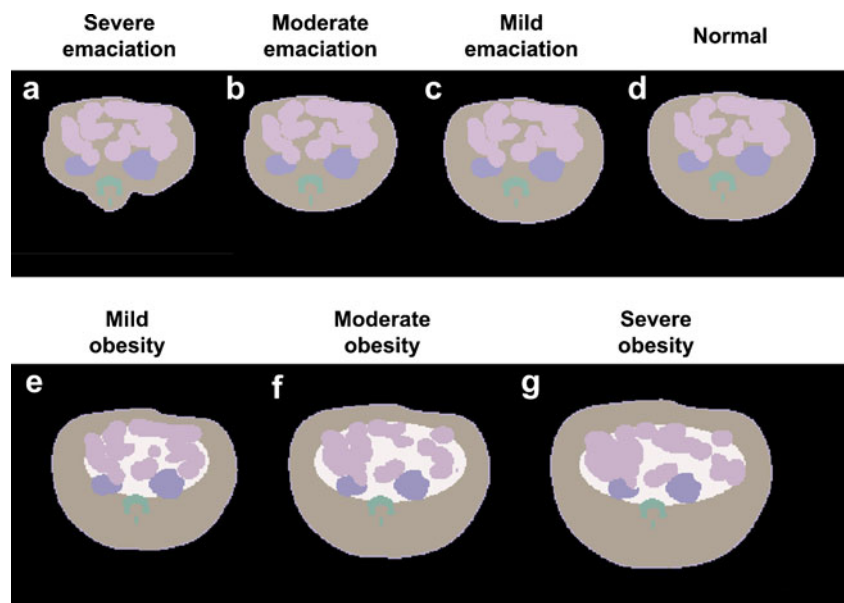 Severe emaciation
Moderate emaciation
Mild emaciation
Normal
a
b
c
d
Mild obesity
Moderate obesity
Severe obesity
e
f
g